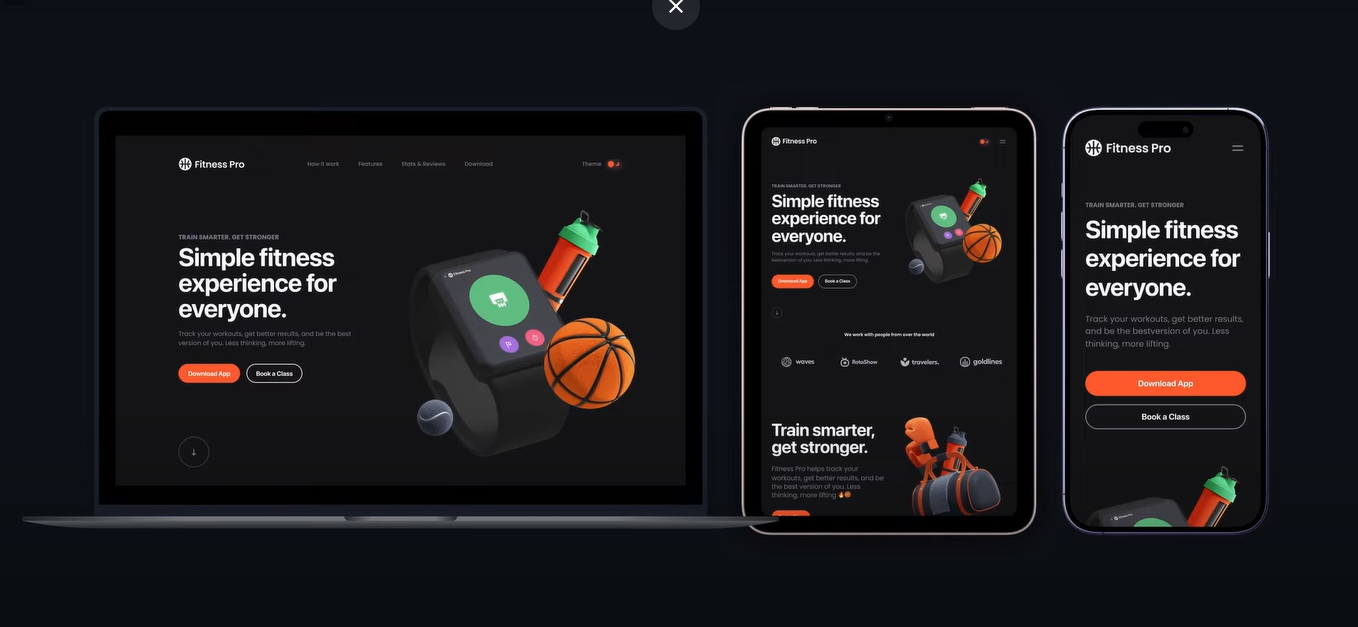 Fitness Pro
How it work
Features
Stats & Reviews
Download
Theme
TRAIN SMARTER. GET STRONGER
Simple fitness
experience for
everyone.
Track your workouts, get better results, and be the best
version of you. Less thinking, more lifting.
Download App
Book a Class
Fitness Pro
Fitness Pro
TRAIN SMARTER. GET STRONGER
Simple fitness
experience for
everyone.
Track your workouts, get better results, and be the
bestversion of you. Less thinking, more lifting.
Download App
Book a Class
We work with people from over the world
waves
RotaShow
travelers.
goldlines
Train smarter,
get stronger.
Fitness Pro helps track your
workouts, get better results, and be
the best version of you. Less
thinking, more lifting 🔥🏀
Fitness Pro
TRAIN SMARTER. GET STRONGER
Simple fitness
experience for
everyone.
Track your workouts, get better results,
and be the bestversion of you. Less
thinking, more lifting.
Download App
Book a Class